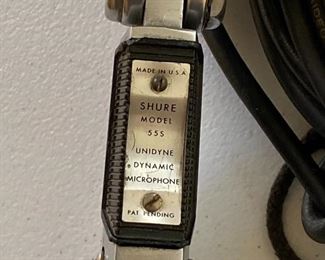 MADE IN U.S.A
SHURE
MODEL
55S
UNIDYNE
DYNAMIC
MICROPHONE
PAT PENDING